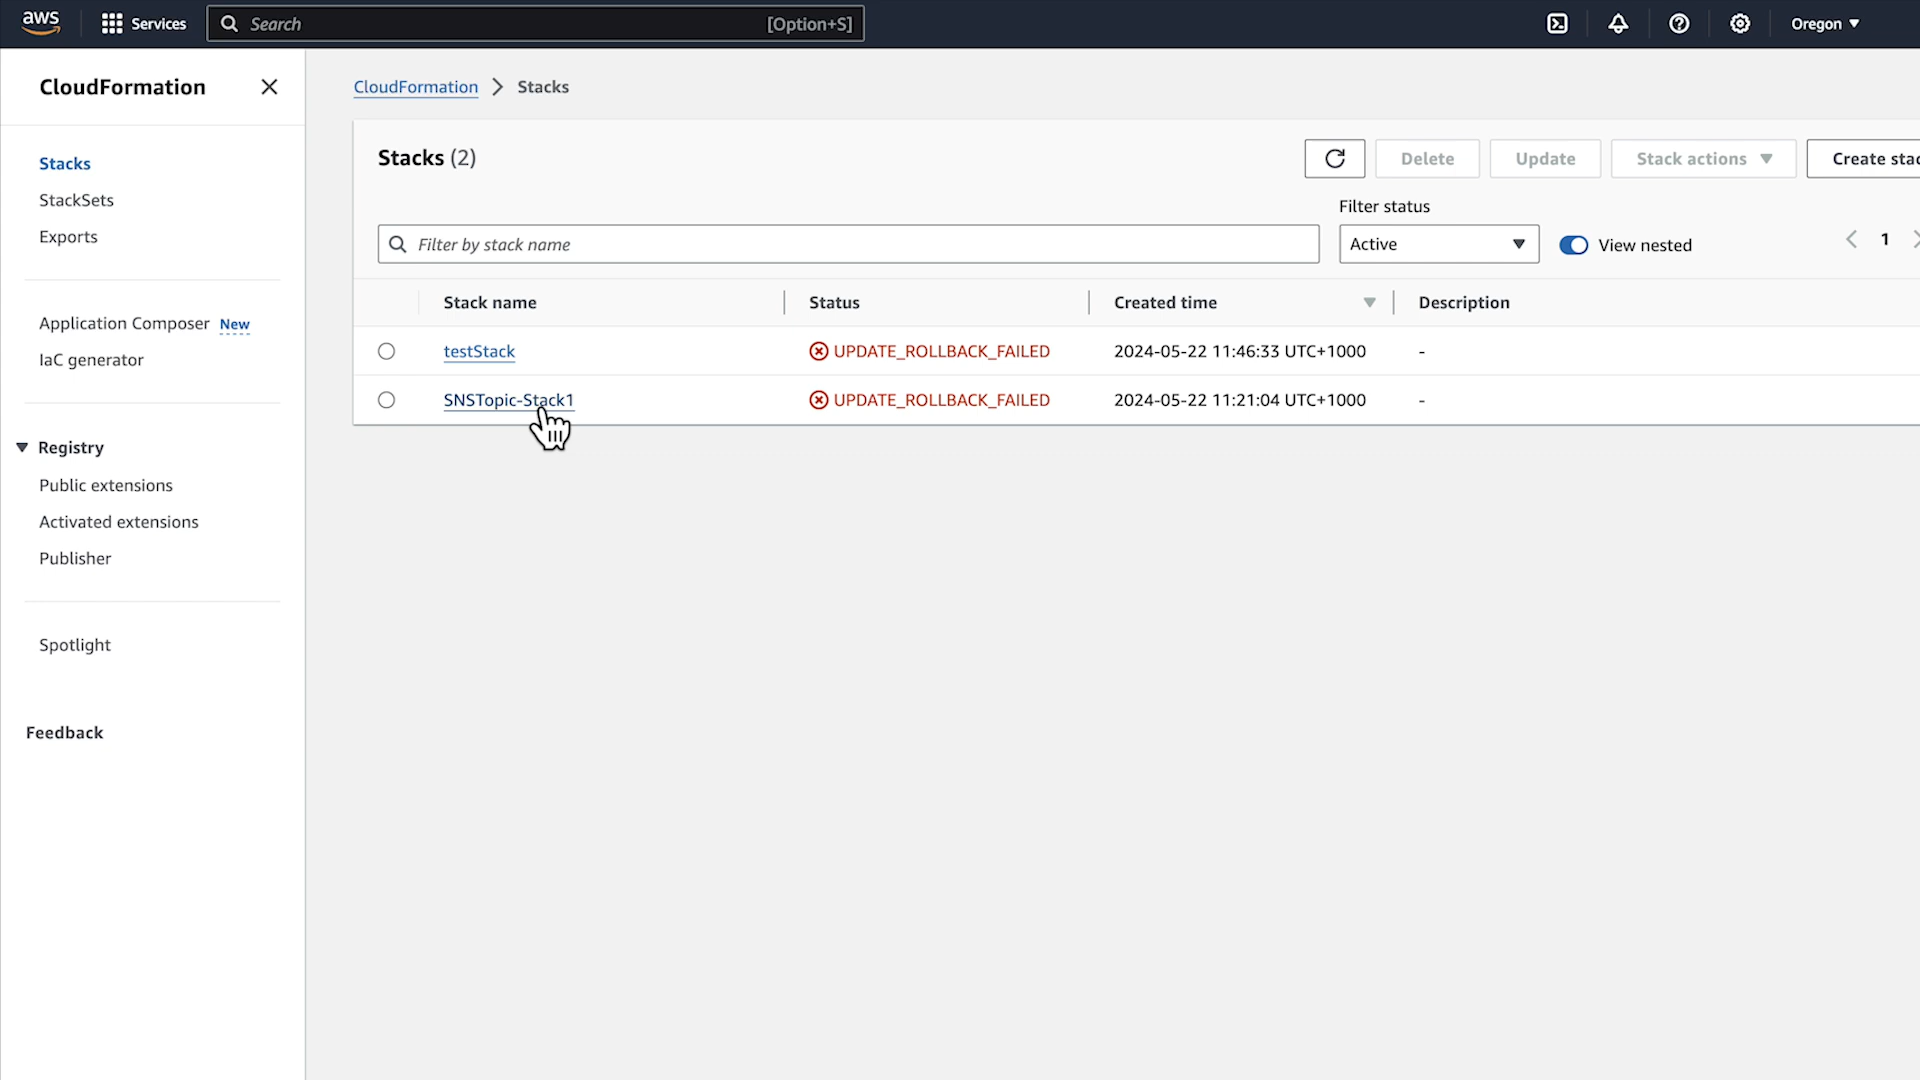 aws Services Search [Option+S] Oregon
CloudFormation
Stacks
StackSets
Exports
Application Composer New
IaC generator
Registry
Public extensions
Activated extensions
Publisher
Spotlight
Feedback
CloudFormation > Stacks
Stacks (2)
Delete Update Stack actions Create stac
Filter status
Filter by stack name Active View nested 1
Stack name Status Created time Description
testStack UPDATE_ROLLBACK_FAILED 2024-05-22 11:46:33 UTC+1000 -
SNSTopic-Stack1 UPDATE_ROLLBACK_FAILED 2024-05-22 11:21:04 UTC+1000 -